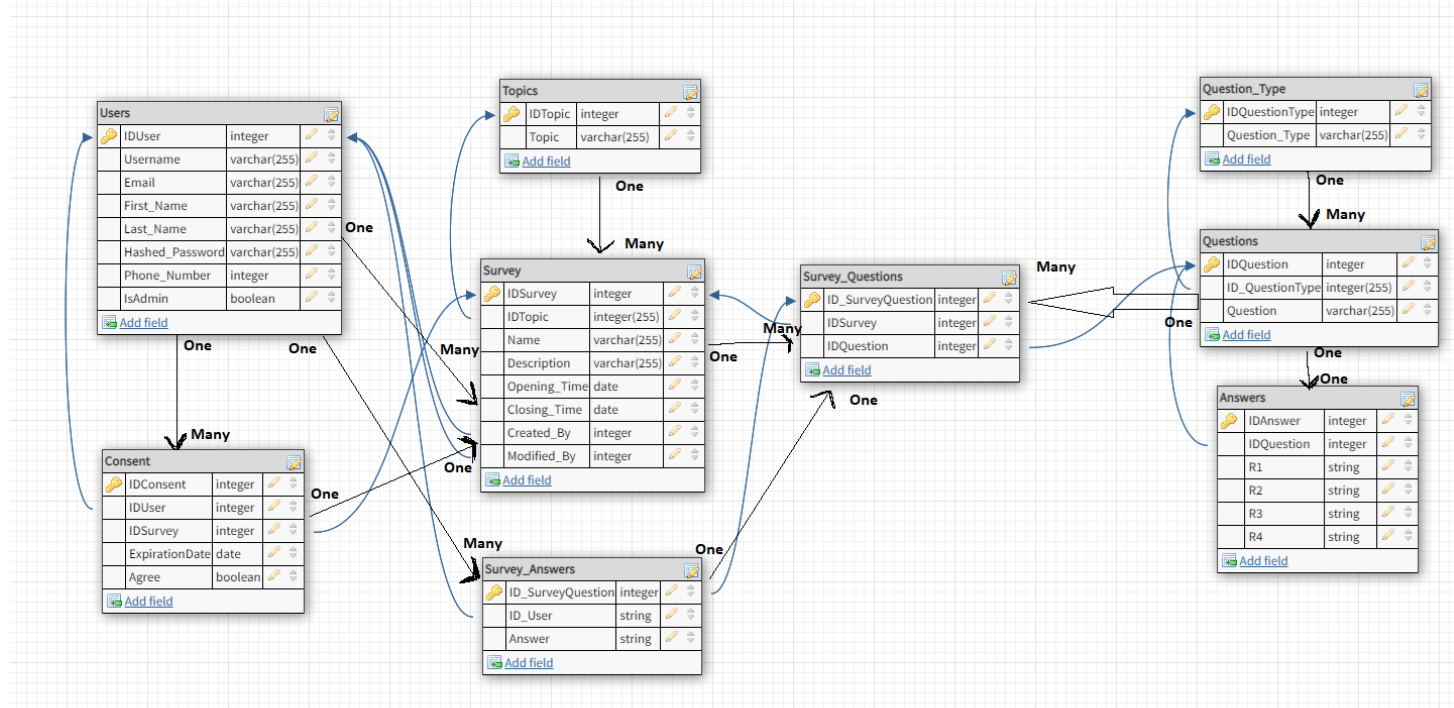 Users
IDUser integer
Username varchar(255)
Email varchar(255)
First_Name varchar(255)
Last_Name varchar(255)
Hashed_Password varchar(255)
Phone_Number integer
IsAdmin boolean
Add field
Topics
IDTopic integer
Topic varchar(255)
Add field
Question_Type
IDQuestionType integer
Question_Type varchar(255)
Add field
One
Many
One
Many
One
Survey
IDSurvey integer
IDTopic integer(255)
Name varchar(255)
Description varchar(255)
Opening_Time date
Closing_Time date
Created_By integer
Modified_By integer
Add field
Survey_Questions
ID_SurveyQuestion integer
IDSurvey integer
IDQuestion integer
Add field
Questions
IDQuestion integer
ID_QuestionType integer(255)
Question varchar(255)
Add field
Many
One
Many
One
One
One
Many
One
One
One
Many
Consent
IDConsent integer
IDUser integer
IDSurvey integer
ExpirationDate date
Agree boolean
Add field
One
One
Many
One
Survey_Answers
ID_SurveyQuestion integer
ID_User string
Answer string
Add field
Answers
IDAnswer integer
IDQuestion integer
R1 string
R2 string
R3 string
R4 string
Add field